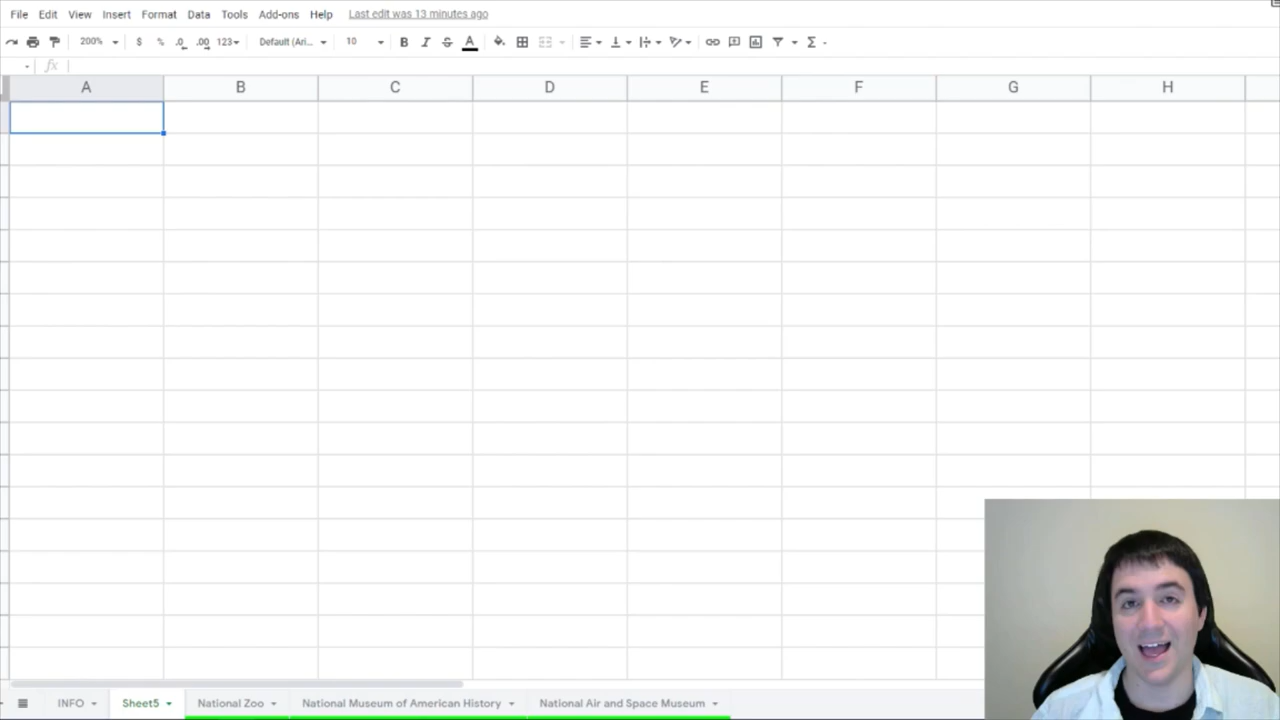 File Edit View Insert Format Data Tools Add-ons Help Last edit was 13 minutes ago
200% $ % .0 .00 123 Default (Ari... 10 B I S A Σ
fx
A B C D E F G H
INFO Sheet5 National Zoo National Museum of American History National Air and Space Museum